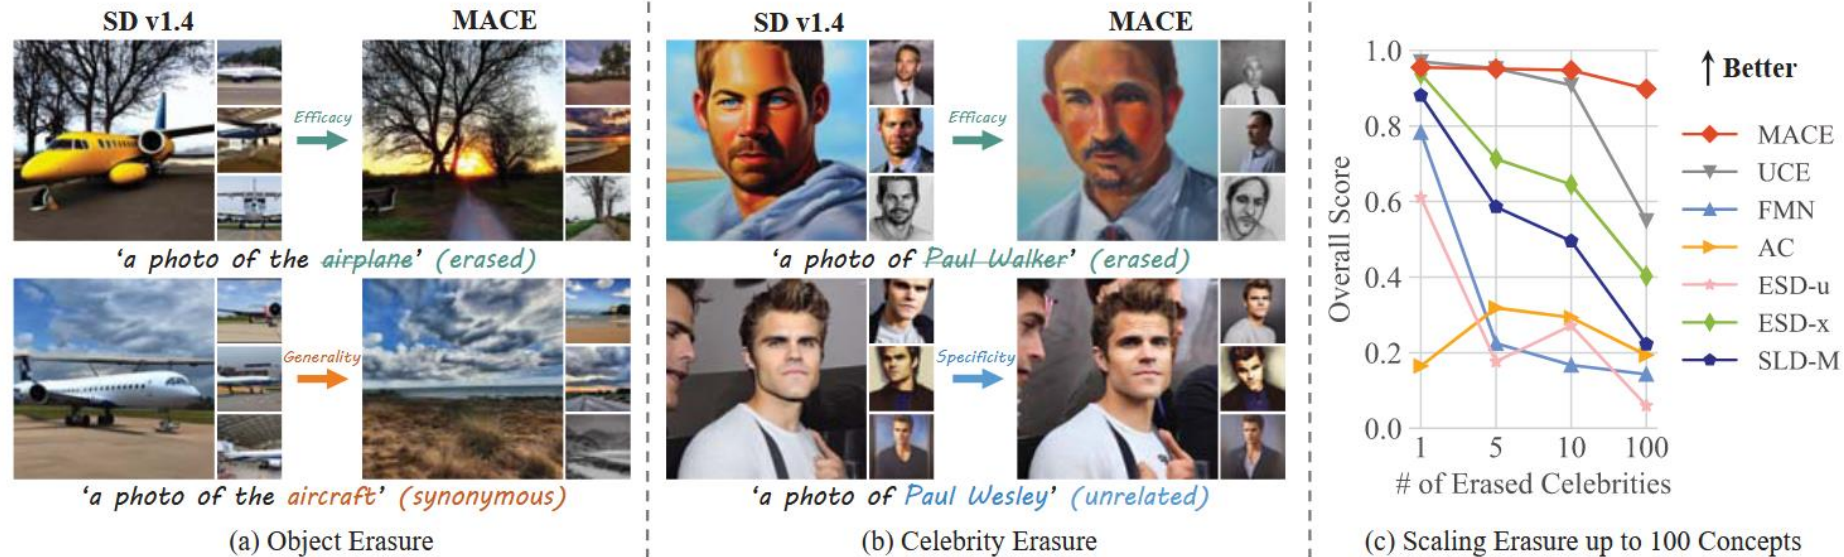 SD v1.4
MACE
Efficacy
'a photo of the airplane' (erased)
Generality
'a photo of the aircraft' (synonymous)
(a) Object Erasure
SD v1.4
MACE
Efficacy
'a photo of Paul Walker' (erased)
Specificity
'a photo of Paul Wesley' (unrelated)
(b) Celebrity Erasure
Overall Score
1.0
0.8
0.6
0.4
0.2
0.0
1 5 10 100
# of Erased Celebrities
↑ Better
MACE
UCE
FMN
AC
ESD-u
ESD-x
SLD-M
(c) Scaling Erasure up to 100 Concepts